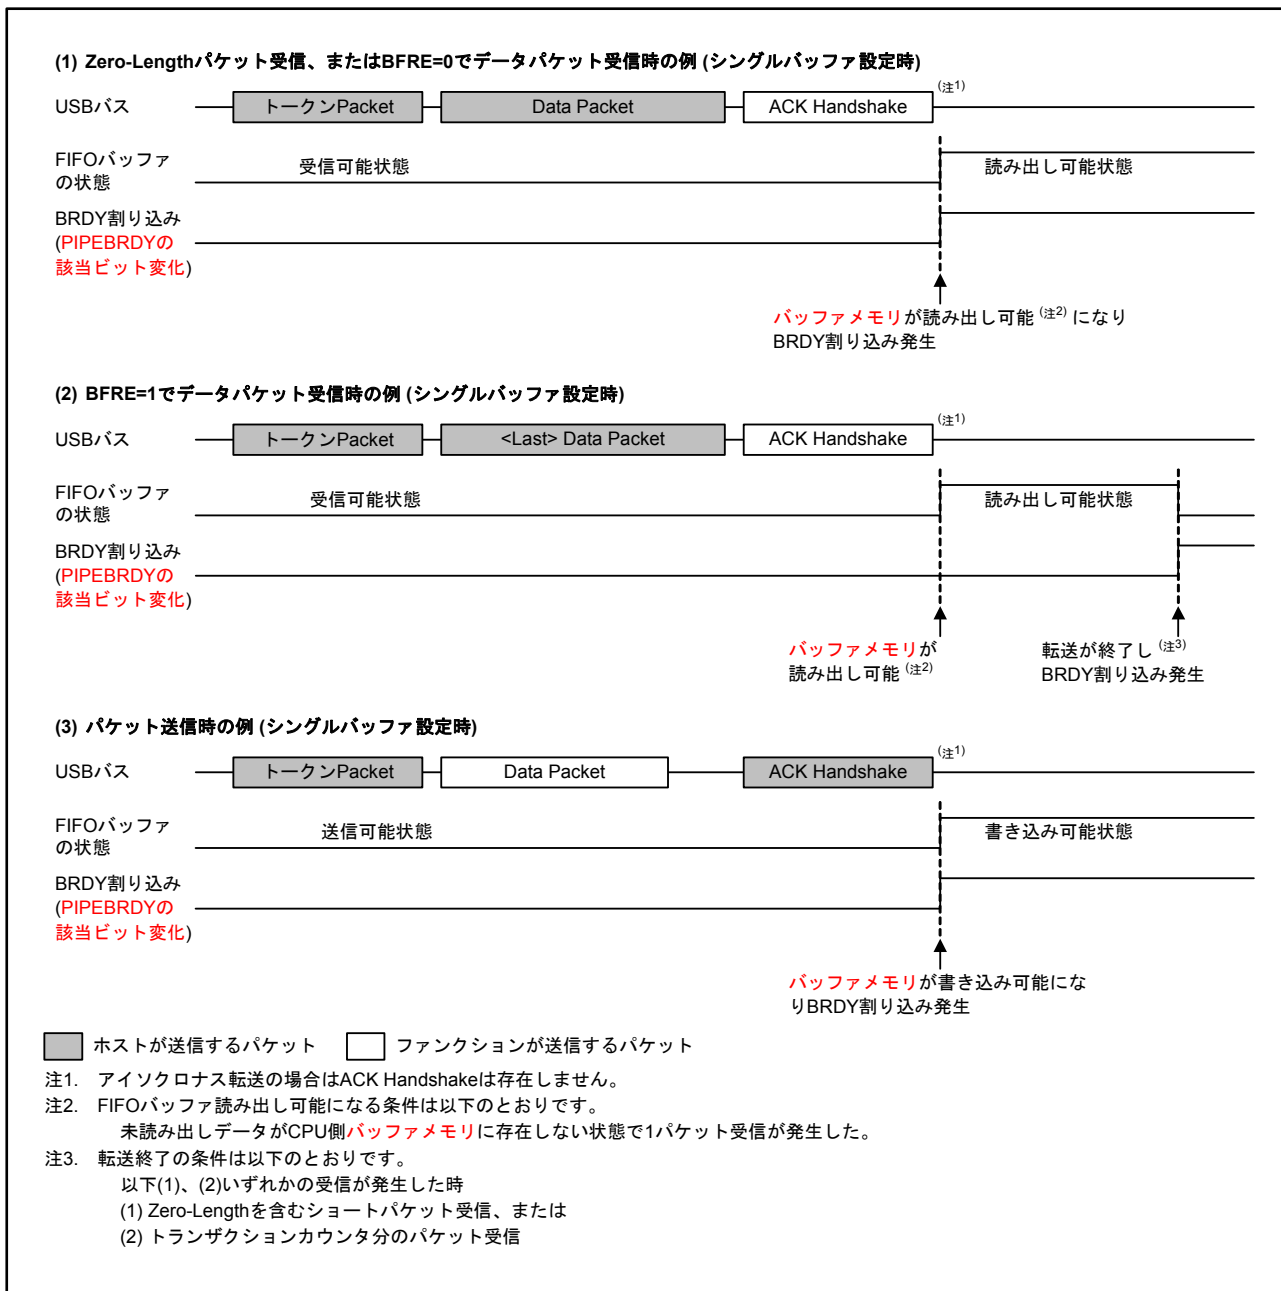 (1) Zero-Lengthパケット受信、またはBFRE=0でデータパケット受信時の例 (シングルバッファ設定時)
USBバス トークンPacket Data Packet ACK Handshake (注1)
FIFOバッファ
の状態
受信可能状態 読み出し可能状態
BRDY割り込み
(PIPEBRDYの
該当ビット変化)
バッファメモリが読み出し可能 (注2) になり
BRDY割り込み発生
(2) BFRE=1でデータパケット受信時の例 (シングルバッファ設定時)
USBバス トークンPacket <Last> Data Packet ACK Handshake (注1)
FIFOバッファ
の状態
受信可能状態 読み出し可能状態
BRDY割り込み
(PIPEBRDYの
該当ビット変化)
バッファメモリが
読み出し可能 (注2)
転送が終了し (注3)
BRDY割り込み発生
(3) パケット送信時の例 (シングルバッファ設定時)
USBバス トークンPacket Data Packet ACK Handshake (注1)
FIFOバッファ
の状態
送信可能状態 書き込み可能状態
BRDY割り込み
(PIPEBRDYの
該当ビット変化)
バッファメモリが書き込み可能にな
りBRDY割り込み発生
ホストが送信するパケット ファンクションが送信するパケット
注1. アイソクロナス転送の場合はACK Handshakeは存在しません。
注2. FIFOバッファ読み出し可能になる条件は以下のとおりです。
未読み出しデータがCPU側バッファメモリに存在しない状態で1パケット受信が発生した。
注3. 転送終了の条件は以下のとおりです。
以下(1)、(2)いずれかの受信が発生した時
(1) Zero-Lengthを含むショートパケット受信、または
(2) トランザクションカウンタ分のパケット受信